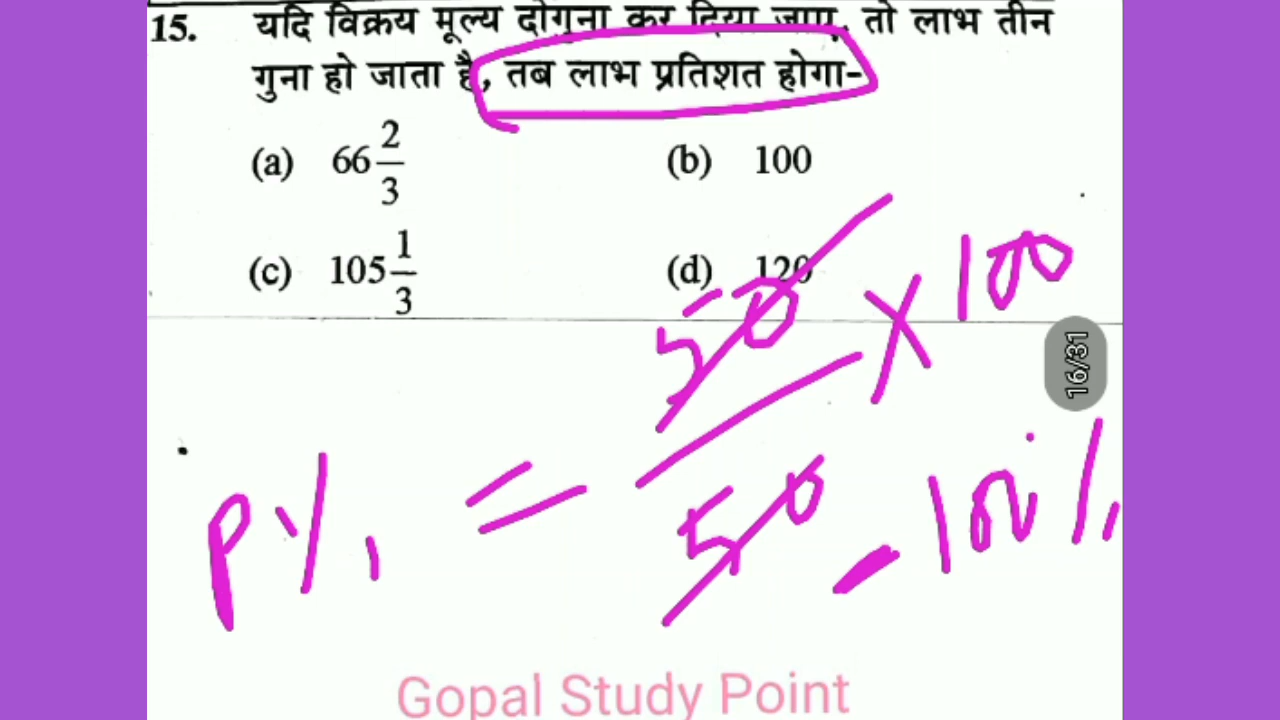 15. यदि विक्रय मूल्य दोगुना कर दिया जाए, तो लाभ तीन
गुना हो जाता है, तब लाभ प्रतिशत होगा-
(a) 66 2/3 (b) 100
(c) 105 1/3 (d) 120
50 × 100
16/31
P% = 50 - 100%
Gopal Study Point